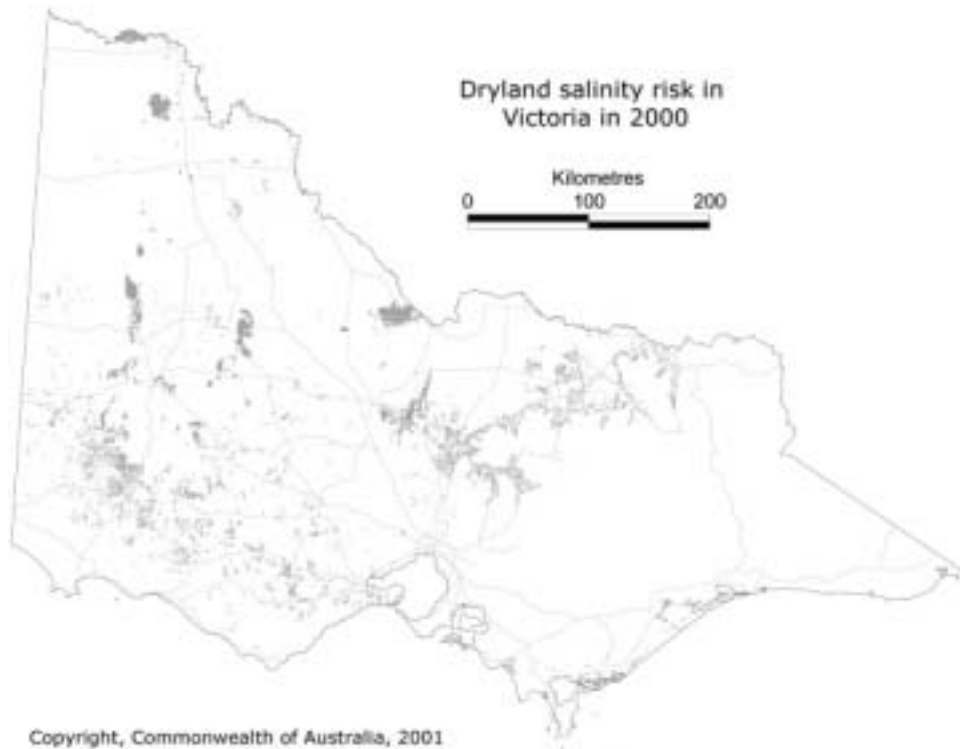 Dryland salinity risk in
Victoria in 2000
Kilometres
0 100 200
Copyright, Commonwealth of Australia, 2001